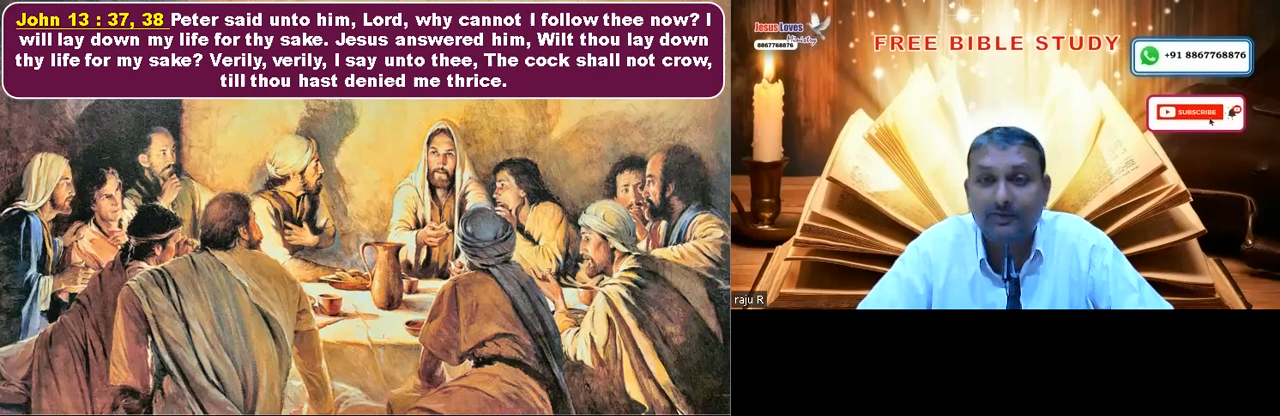 John 13 : 37, 38 Peter said unto him, Lord, why cannot I follow thee now? I
will lay down my life for thy sake. Jesus answered him, Wilt thou lay down
thy life for my sake? Verily, verily, I say unto thee, The cock shall not crow,
till thou hast denied me thrice.
Jesus Loves
Ministry
8867768876
FREE BIBLE STUDY
+91 8867768876
SUBSCRIBE
raju R